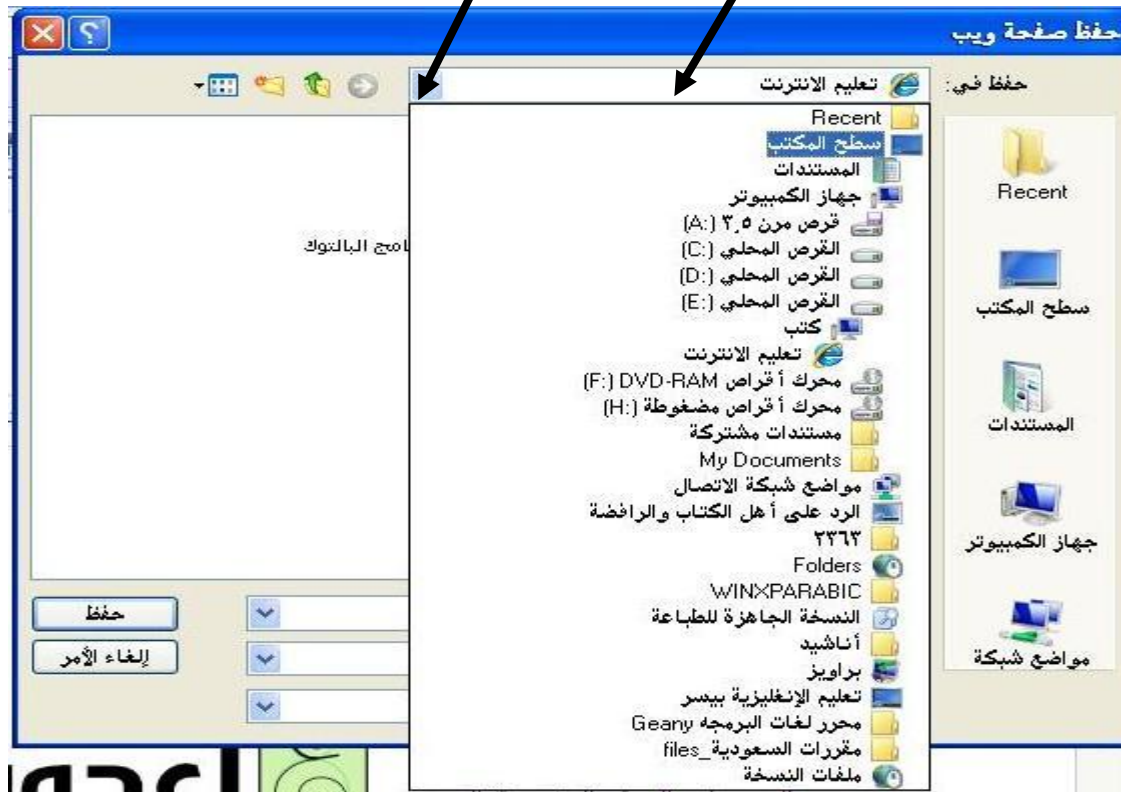 حفظ صفحة ويب
حفظ في:
تعليم الانترنت
Recent
سطح المكتب
المستندات
جهاز الكمبيوتر
قرص مرن ٣,٥ (A:)
القرص المحلي (C:)
القرص المحلي (D:)
القرص المحلي (E:)
كتب
تعليم الانترنت
محرك أقراص DVD-RAM (F:)
محرك أقراص مضغوطة (H:)
مستندات مشتركة
My Documents
مواضع شبكة الاتصال
الرد على أهل الكتاب والرافضة
٢٣٦٣
Folders
WINXPARABIC
النسخة الجاهزة للطباعة
أناشيد
براويز
تعليم الإنغليزية بيسر
محرر لغات البرمجه Geany
مقررات السعودية_files
ملفات النسخة
Recent
سطح المكتب
المستندات
جهاز الكمبيوتر
مواضع شبكة
البالتوك
حفظ
إلغاء الأمر